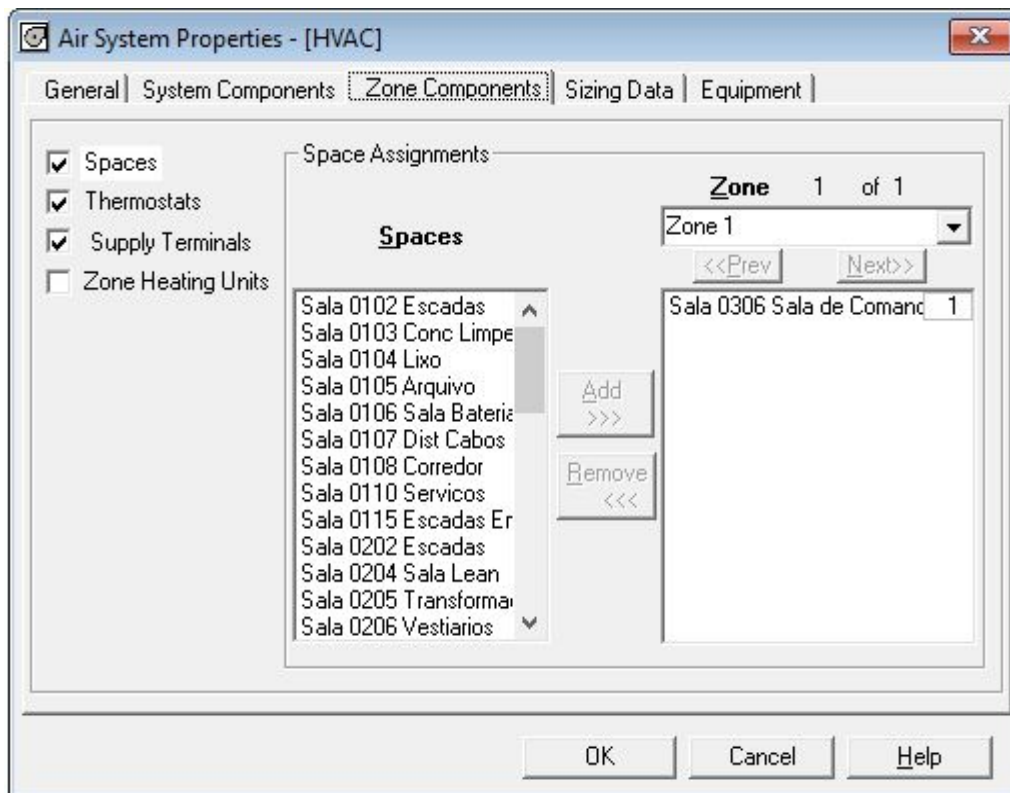 Air System Properties - [HVAC]
General System Components Zone Components Sizing Data Equipment
Spaces
Thermostats
Supply Terminals
Zone Heating Units
Space Assignments
Spaces
Sala 0102 Escadas
Sala 0103 Conc Limpe
Sala 0104 Lixo
Sala 0105 Arquivo
Sala 0106 Sala Bateria
Sala 0107 Dist Cabos
Sala 0108 Corredor
Sala 0110 Servicos
Sala 0115 Escadas Er
Sala 0202 Escadas
Sala 0204 Sala Lean
Sala 0205 Transforma
Sala 0206 Vestiarios
Add
>>>
Remove
<<<
Zone 1 of 1
Zone 1
<<Prev Next>>
Sala 0306 Sala de Comand 1
OK Cancel Help